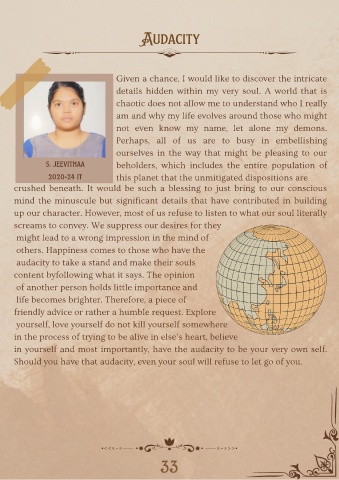 AUDACITY
Given a chance, I would like to discover the intricate
details hidden within my very soul. A world that is
chaotic does not allow me to understand who I really
am and why my life evolves around those who might
not even know my name, let alone my demons.
Perhaps, all of us are to busy in embellishing
ourselves in the way that might be pleasing to our
beholders, which includes the entire population of
this planet that the unmitigated dispositions are
S. JEEVITHAA
2020-24 IT
crushed beneath. It would be such a blessing to just bring to our conscious
mind the minuscule but significant details that have contributed in building
up our character. However, most of us refuse to listen to what our soul literally
screams to convey. We suppress our desires for they
might lead to a wrong impression in the mind of
others. Happiness comes to those who have the
audacity to take a stand and make their souls
content byfollowing what it says. The opinion
of another person holds little importance and
life becomes brighter. Therefore, a piece of
friendly advice or rather a humble request. Explore
yourself, love yourself do not kill yourself somewhere
in the process of trying to be alive in else's heart, believe
in yourself and most importantly, have the audacity to be your very own self.
Should you have that audacity, even your soul will refuse to let go of you.
33